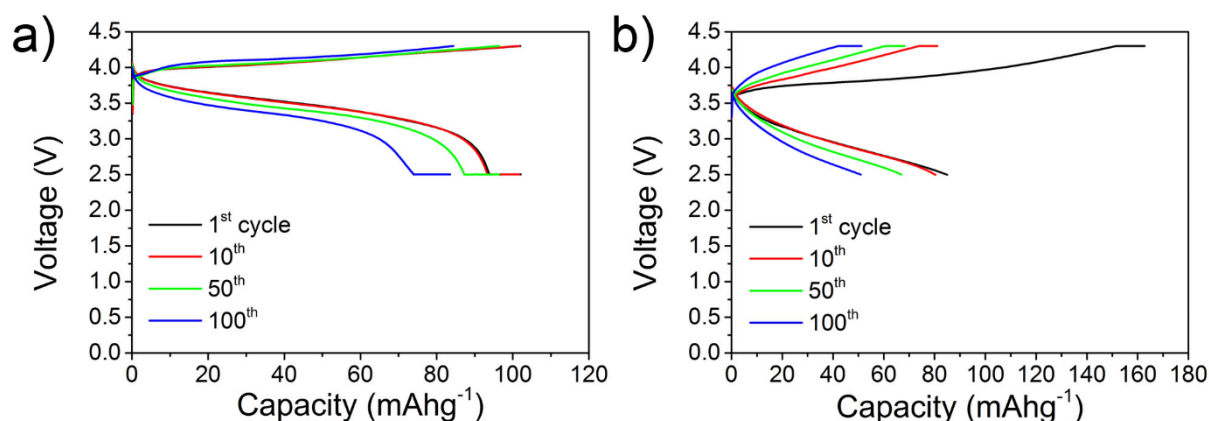 a)
4.5
4.0
3.5
3.0
2.5
2.0
1.5
1.0
0.5
0.0
Voltage (V)
1st cycle
10th
50th
100th
0 20 40 60 80 100 120
Capacity (mAhg-1)
b)
4.5
4.0
3.5
3.0
2.5
2.0
1.5
1.0
0.5
0.0
Voltage (V)
1st cycle
10th
50th
100th
0 20 40 60 80 100 120 140 160 180
Capacity (mAhg-1)